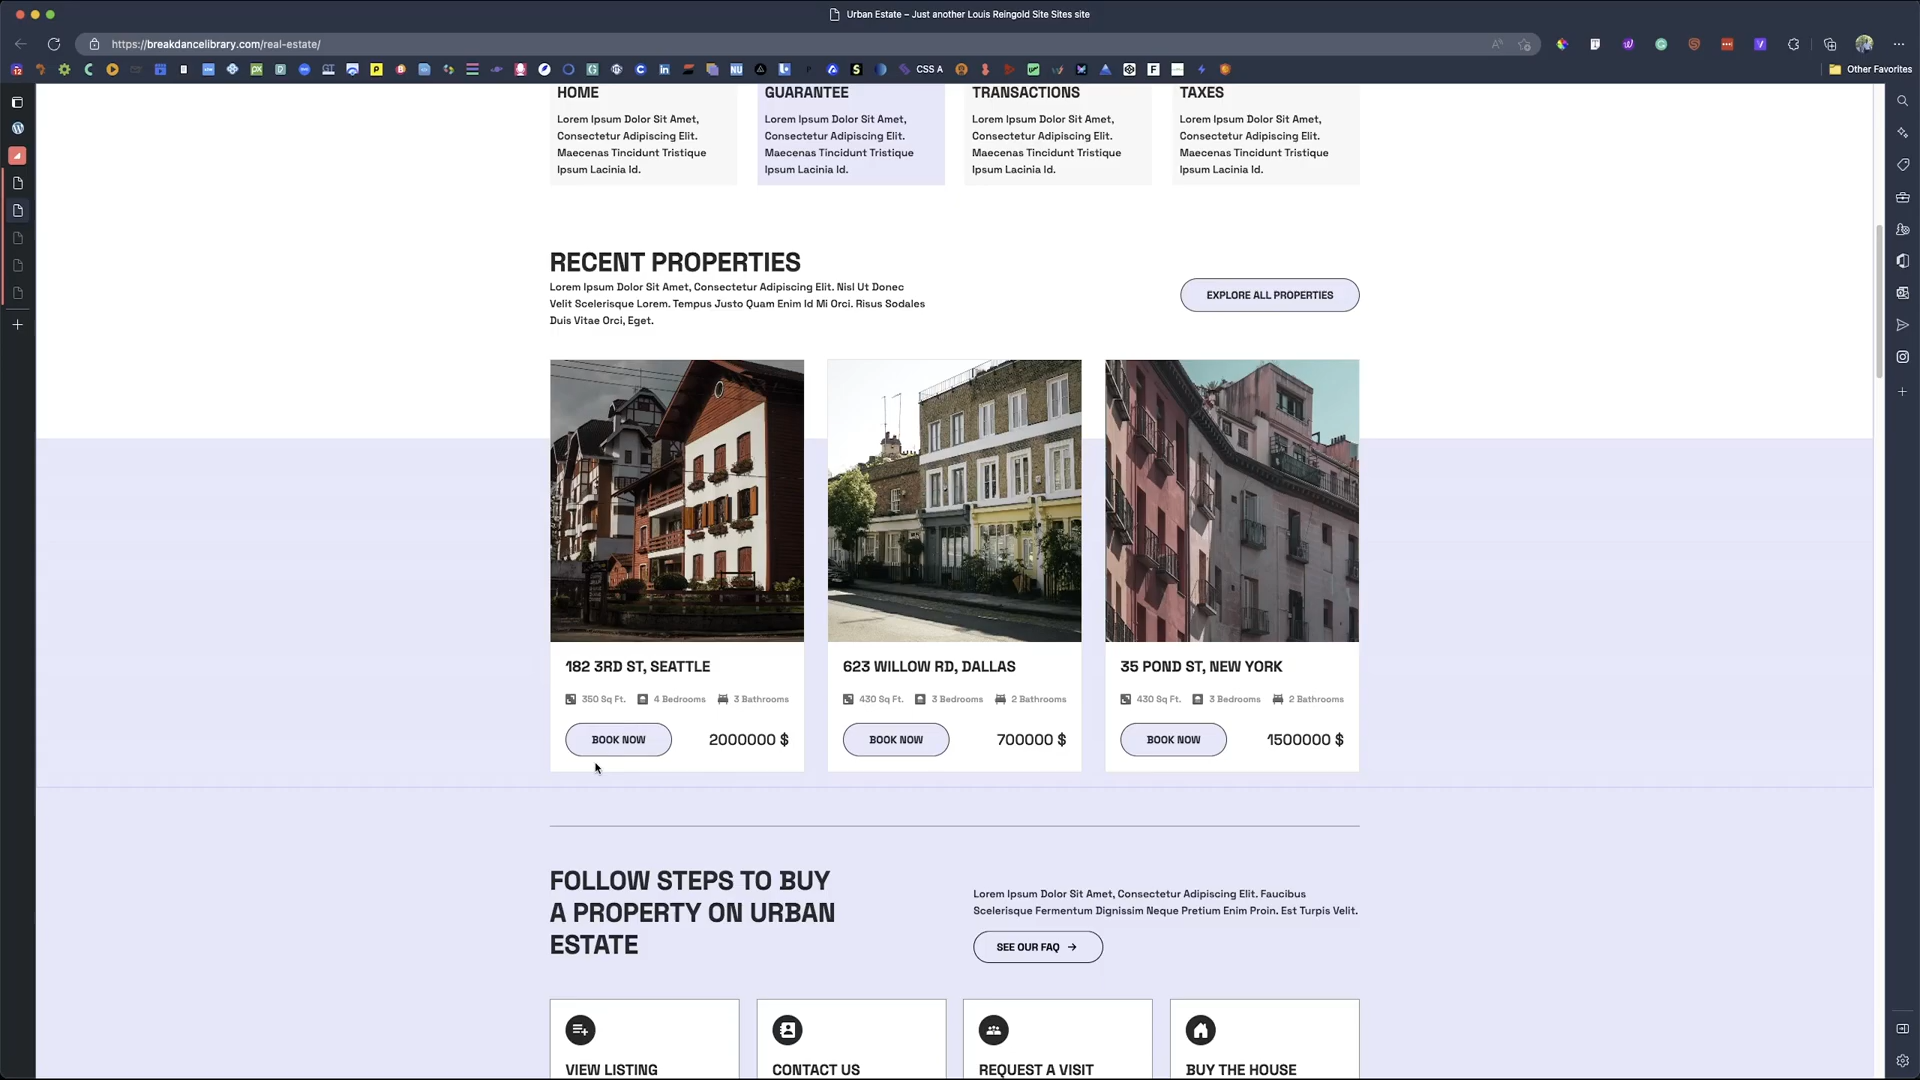 Urban Estate – Just another Louis Reingold Site Sites site
https://breakdancelibrary.com/real-estate/
CSS A
Other Favorites
HOME
Lorem Ipsum Dolor Sit Amet,
Consectetur Adipiscing Elit.
Maecenas Tincidunt Tristique
Ipsum Lacinia Id.
GUARANTEE
Lorem Ipsum Dolor Sit Amet,
Consectetur Adipiscing Elit.
Maecenas Tincidunt Tristique
Ipsum Lacinia Id.
TRANSACTIONS
Lorem Ipsum Dolor Sit Amet,
Consectetur Adipiscing Elit.
Maecenas Tincidunt Tristique
Ipsum Lacinia Id.
TAXES
Lorem Ipsum Dolor Sit Amet,
Consectetur Adipiscing Elit.
Maecenas Tincidunt Tristique
Ipsum Lacinia Id.
RECENT PROPERTIES
Lorem Ipsum Dolor Sit Amet, Consectetur Adipiscing Elit. Nisl Ut Donec
Velit Scelerisque Lorem. Tempus Justo Quam Enim Id Mi Orci. Risus Sodales
Duis Vitae Orci, Eget.
EXPLORE ALL PROPERTIES
182 3RD ST, SEATTLE
350 Sq Ft. 4 Bedrooms 3 Bathrooms
BOOK NOW 2000000 $
623 WILLOW RD, DALLAS
430 Sq Ft. 3 Bedrooms 2 Bathrooms
BOOK NOW 700000 $
35 POND ST, NEW YORK
430 Sq Ft. 3 Bedrooms 2 Bathrooms
BOOK NOW 1500000 $
FOLLOW STEPS TO BUY
A PROPERTY ON URBAN
ESTATE
Lorem Ipsum Dolor Sit Amet, Consectetur Adipiscing Elit. Faucibus
Scelerisque Fermentum Dignissim Neque Pretium Enim Proin. Est Turpis Velit.
SEE OUR FAQ →
VIEW LISTING
CONTACT US
REQUEST A VISIT
BUY THE HOUSE